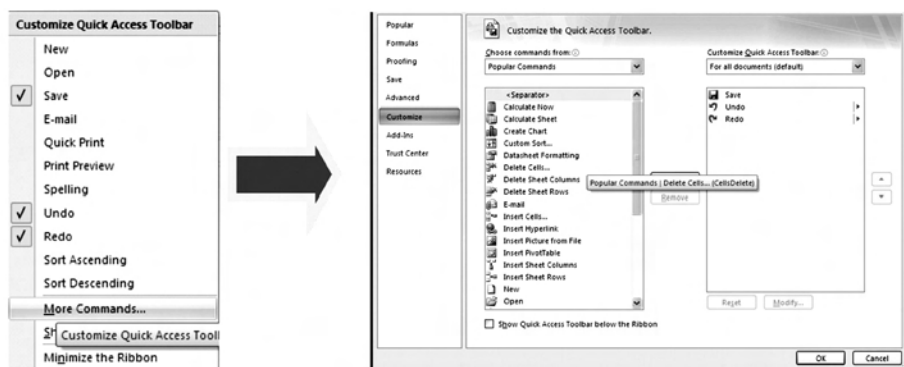 Customize Quick Access Toolbar
New
Open
Save
E-mail
Quick Print
Print Preview
Spelling
Undo
Redo
Sort Ascending
Sort Descending
More Commands...
Customize Quick Access Tool
Minimize the Ribbon
Popular
Formulas
Proofing
Save
Advanced
Customize
Add-Ins
Trust Center
Resources
Customize the Quick Access Toolbar.
Choose commands from:
Popular Commands
<Separator>
Calculate Now
Calculate Sheet
Create Chart
Custom Sort...
Datasheet Formatting
Delete Cells...
Delete Sheet Columns
Delete Sheet Rows
E-mail
Insert Cells...
Insert Hyperlink
Insert Picture from File
Insert PivotTable
Insert Sheet Columns
Insert Sheet Rows
New
Open
Show Quick Access Toolbar below the Ribbon
Popular Commands | Delete Cells... (CellsDelete)
Remove
Customize Quick Access Toolbar:
For all documents (default)
Save
Undo
Redo
Reset
Modify...
OK
Cancel